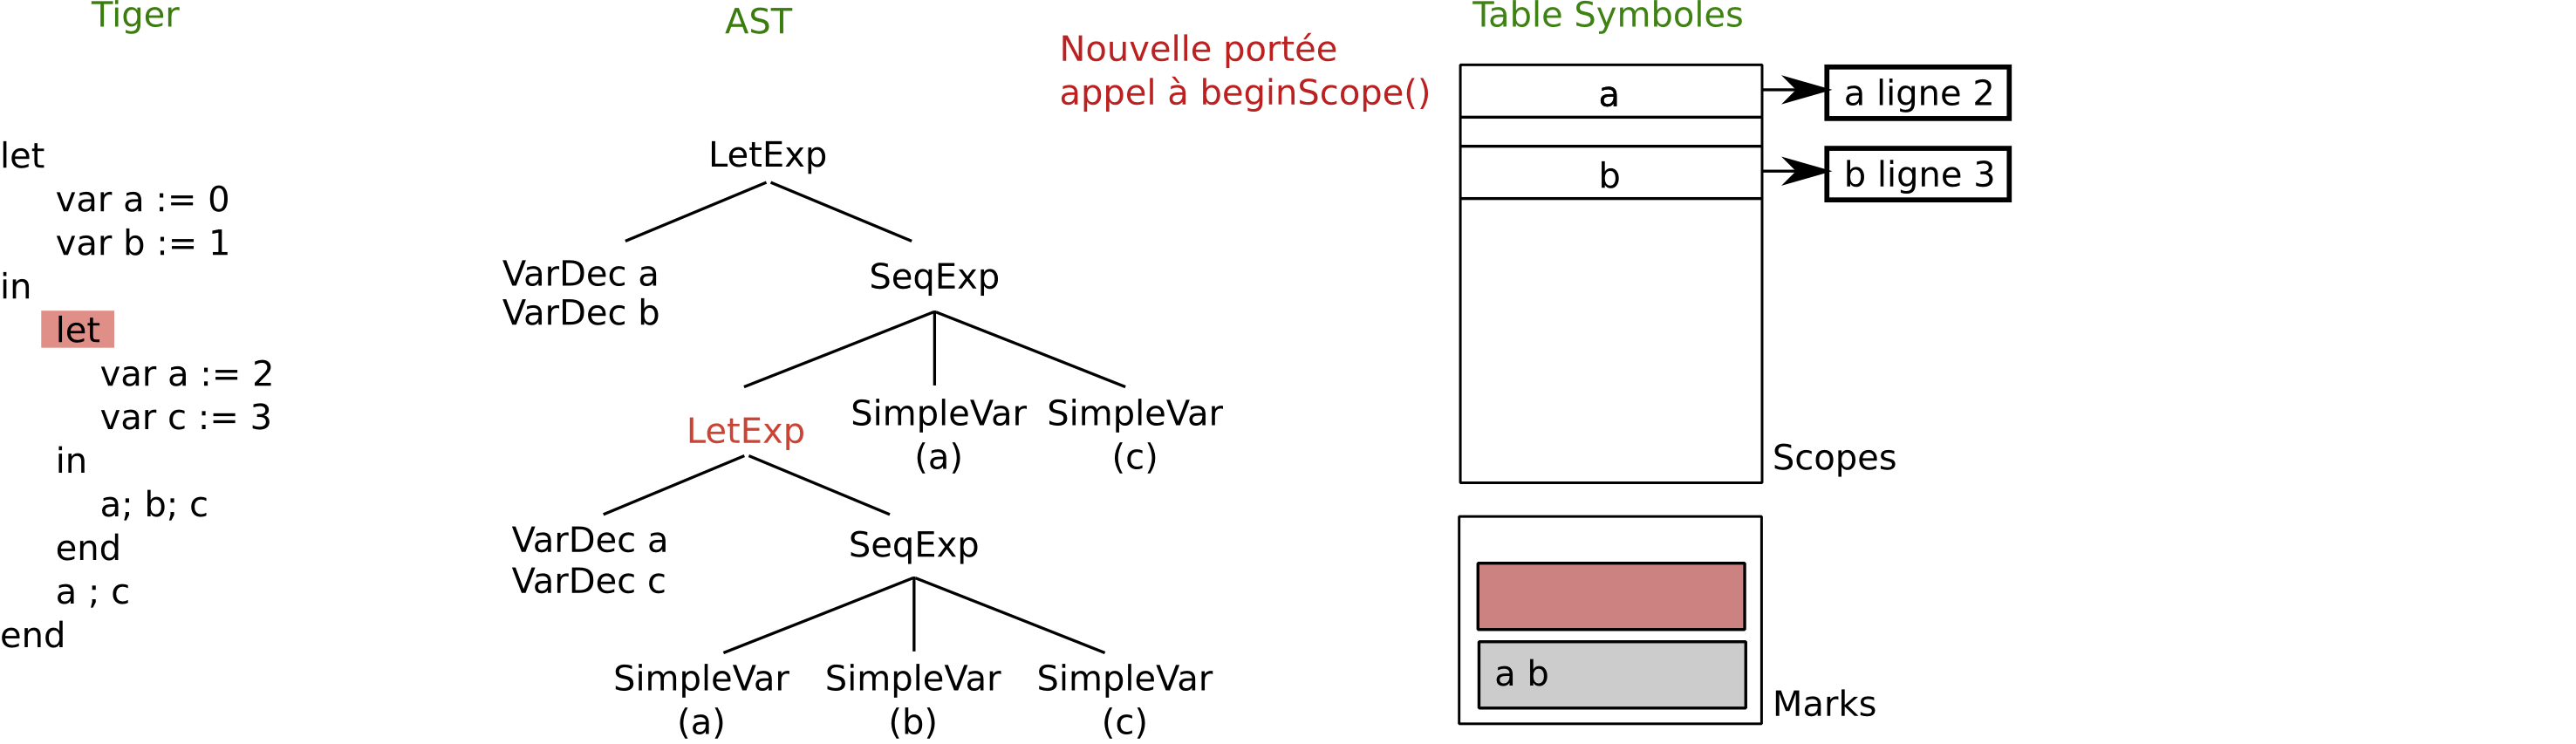 Tiger
let
var a := 0
var b := 1
in
let
var a := 2
var c := 3
in
a; b; c
end
a ; c
end
AST
LetExp
VarDec a
VarDec b
SeqExp
LetExp
SimpleVar
(a)
SimpleVar
(c)
VarDec a
VarDec c
SeqExp
SimpleVar
(a)
SimpleVar
(b)
SimpleVar
(c)
Nouvelle portée
appel à beginScope()
Table Symboles
a
a ligne 2
b
b ligne 3
Scopes
a b
Marks